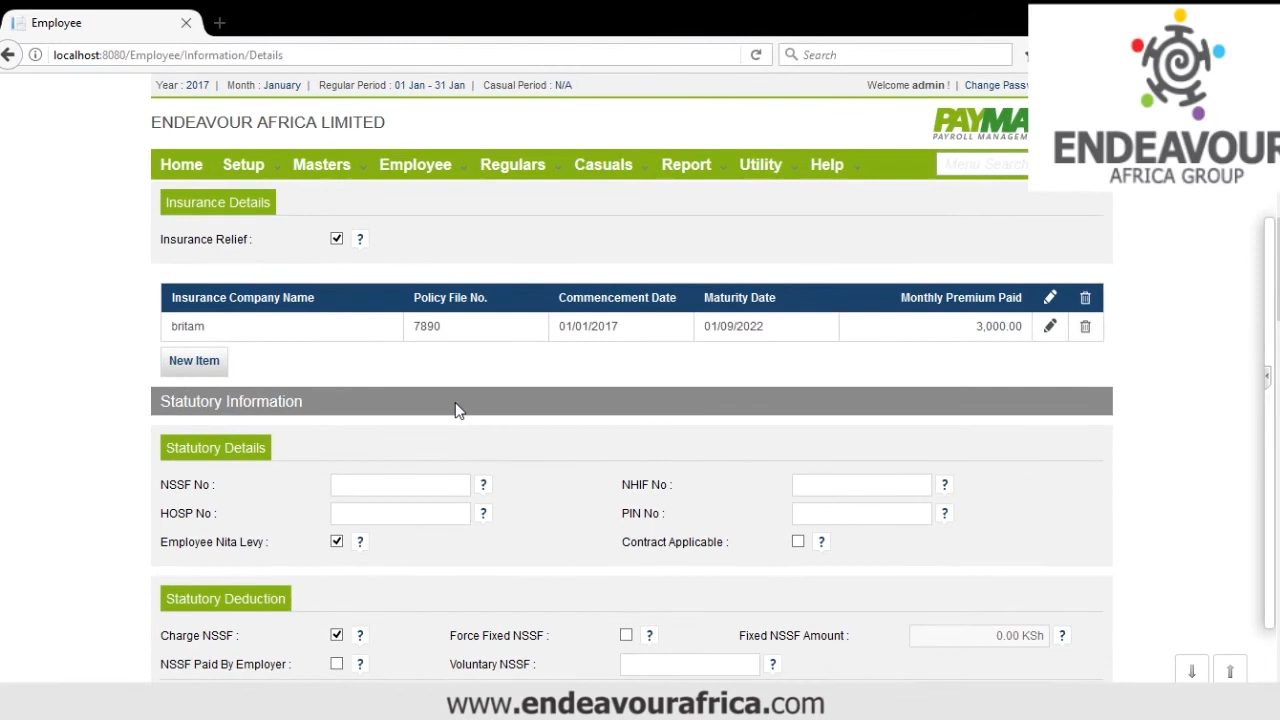 Employee
localhost:8080/Employee/Information/Details
Search
Year : 2017 | Month : January | Regular Period : 01 Jan - 31 Jan | Casual Period : N/A
Welcome admin ! | Change Passw
ENDEAVOUR AFRICA LIMITED
PAYMA
PAYROLL MANAGEM
ENDEAVOUR
AFRICA GROUP
Home Setup Masters Employee Regulars Casuals Report Utility Help Menu Search
Insurance Details
Insurance Relief : ?
Insurance Company Name Policy File No. Commencement Date Maturity Date Monthly Premium Paid
britam 7890 01/01/2017 01/09/2022 3,000.00
New Item
Statutory Information
Statutory Details
NSSF No : ? NHIF No : ?
HOSP No : ? PIN No : ?
Employee Nita Levy : ? Contract Applicable : ?
Statutory Deduction
Charge NSSF : ? Force Fixed NSSF : ? Fixed NSSF Amount : 0.00 KSh ?
NSSF Paid By Employer : ? Voluntary NSSF : ?
www.endeavourafrica.com